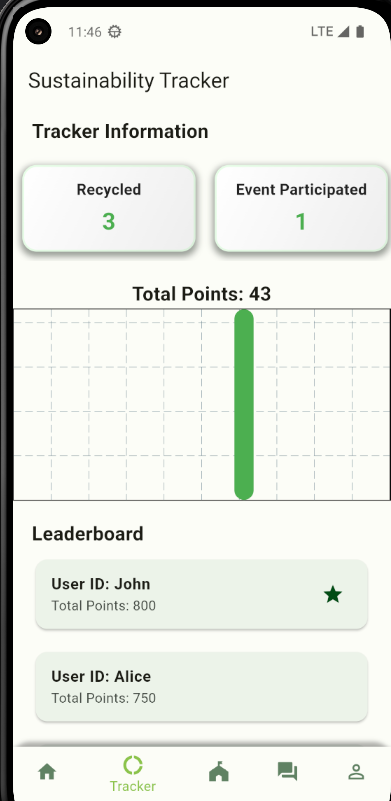 11:46 LTE
Sustainability Tracker
Tracker Information
Recycled Event Participated
3 1
Total Points: 43
Leaderboard
User ID: John
Total Points: 800
User ID: Alice
Total Points: 750
Tracker